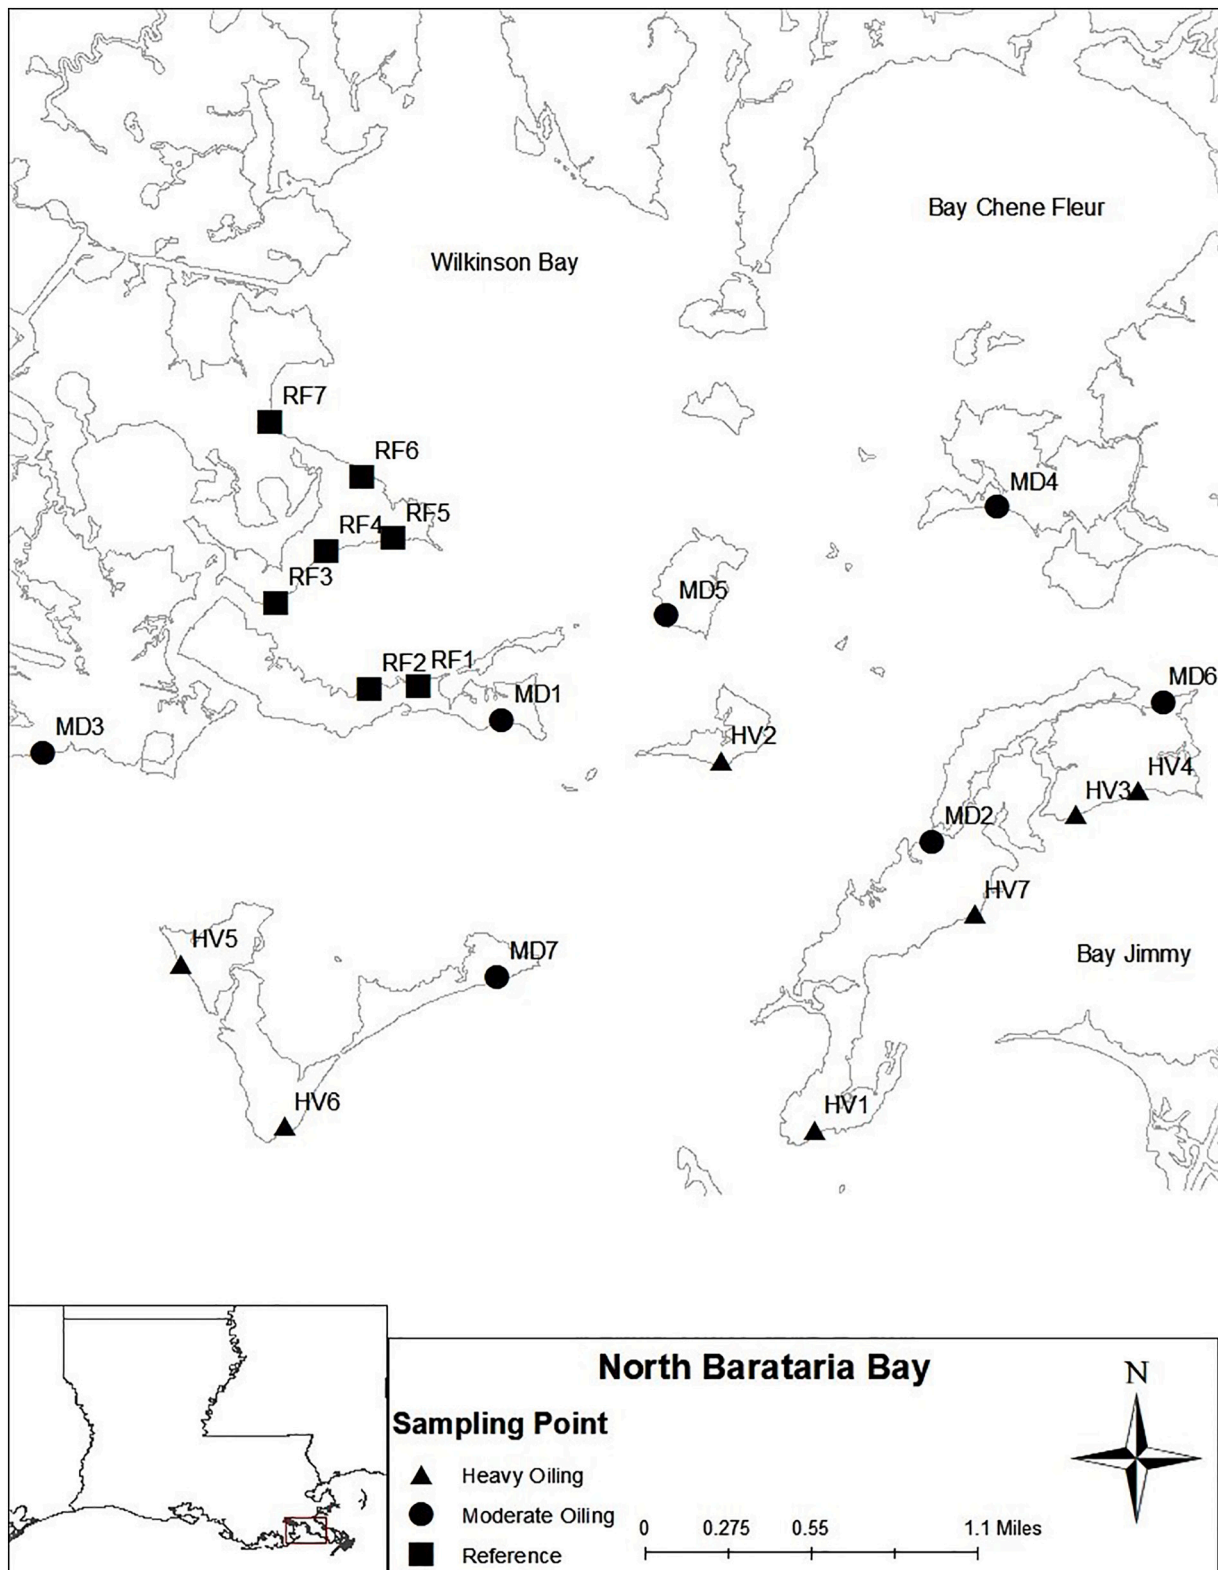 Bay Chene Fleur
Wilkinson Bay
RF7
RF6
MD4
RF5
RF4
RF3
MD5
RF2
RF1
MD1
MD6
MD3
HV2
HV4
HV3
MD2
HV7
HV5
MD7
Bay Jimmy
HV6
HV1
North Barataria Bay
N
Sampling Point
Heavy Oiling
Moderate Oiling
Reference
0 0.275 0.55 1.1 Miles